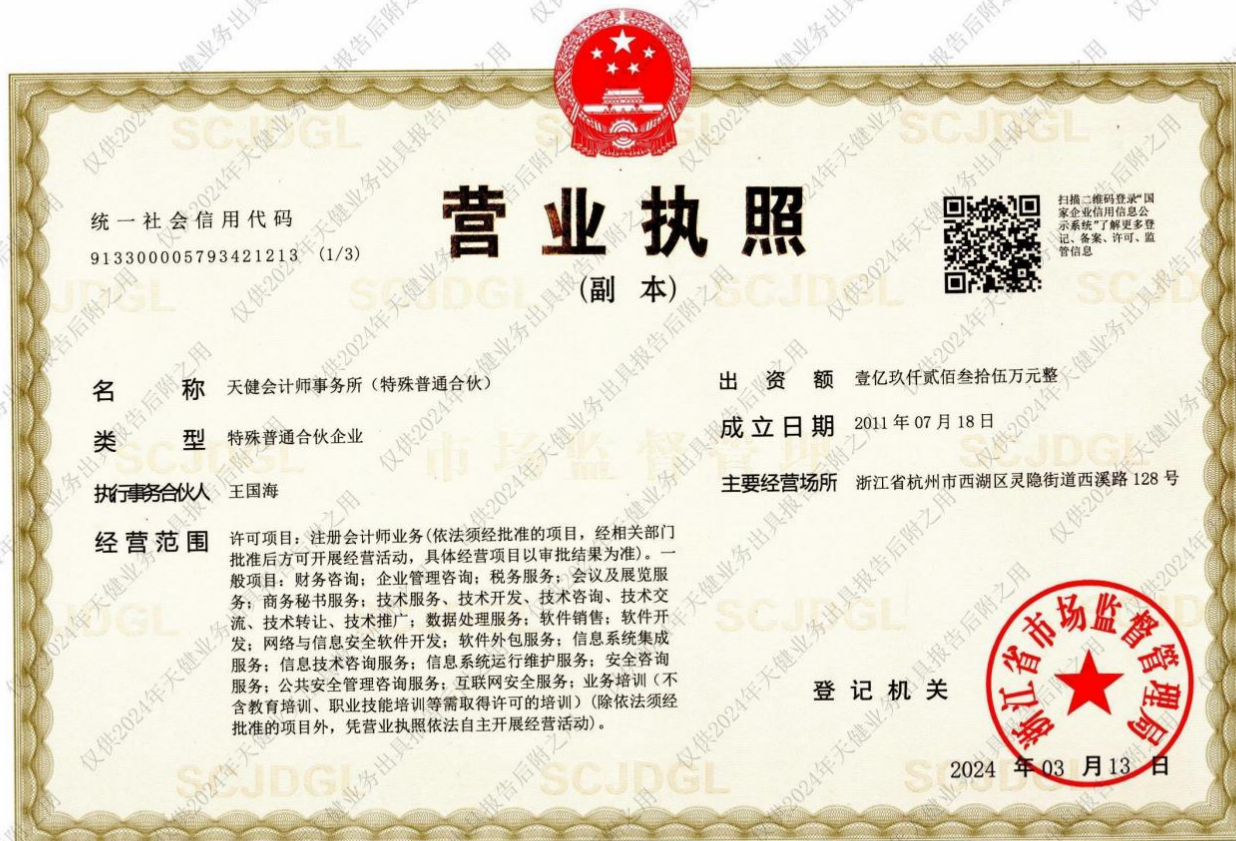 统一社会信用代码
913300005793421213 (1/3)
营业执照
(副 本)
扫描二维码登录“国
家企业信用信息公
示系统”了解更多登
记、备案、许可、监
管信息
名 称 天健会计师事务所（特殊普通合伙）
类 型 特殊普通合伙企业
执行事务合伙人 王国海
经营范围 许可项目：注册会计师业务(依法须经批准的项目，经相关部门
批准后方可开展经营活动，具体经营项目以审批结果为准)。一
般项目：财务咨询；企业管理咨询；税务服务；会议及展览服
务；商务秘书服务；技术服务、技术开发、技术咨询、技术交
流、技术转让、技术推广；数据处理服务；软件销售；软件开
发；网络与信息安全软件开发；软件外包服务；信息系统集成
服务；信息技术咨询服务；信息系统运行维护服务；安全咨询
服务；公共安全管理咨询服务；互联网安全服务；业务培训（不
含教育培训、职业技能培训等需取得许可的培训）(除依法须经
批准的项目外，凭营业执照依法自主开展经营活动)。
出 资 额 壹亿玖仟贰佰叁拾伍万元整
成立日期 2011年07月18日
主要经营场所 浙江省杭州市西湖区灵隐街道西溪路128号
登记机关
浙江省市场监督管理局
2024 年 03 月 13 日
仅供2024年天健业务出具报告后附之用
SCJDGL
市场监督管理